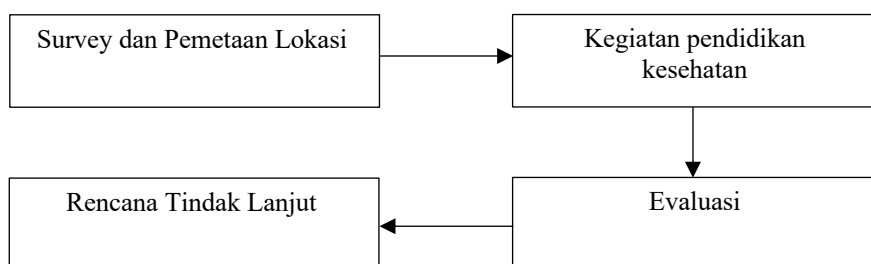 Survey dan Pemetaan Lokasi
Kegiatan pendidikan
kesehatan
Evaluasi
Rencana Tindak Lanjut